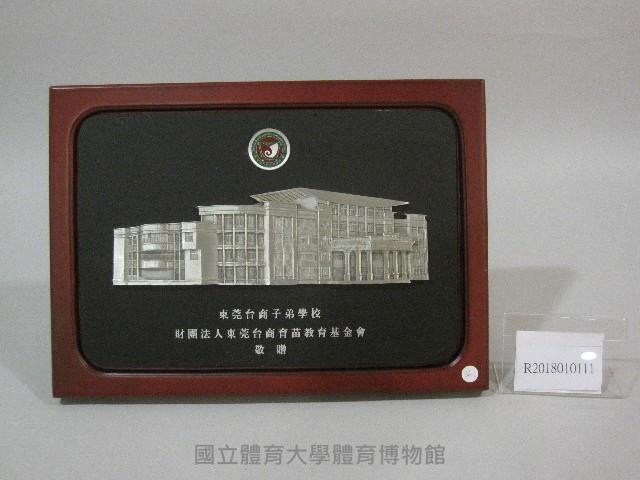 東莞台商子弟學校
財團法人東莞台商育苗教育基金會
敬贈
R2018010111
國立體育大學體育博物館